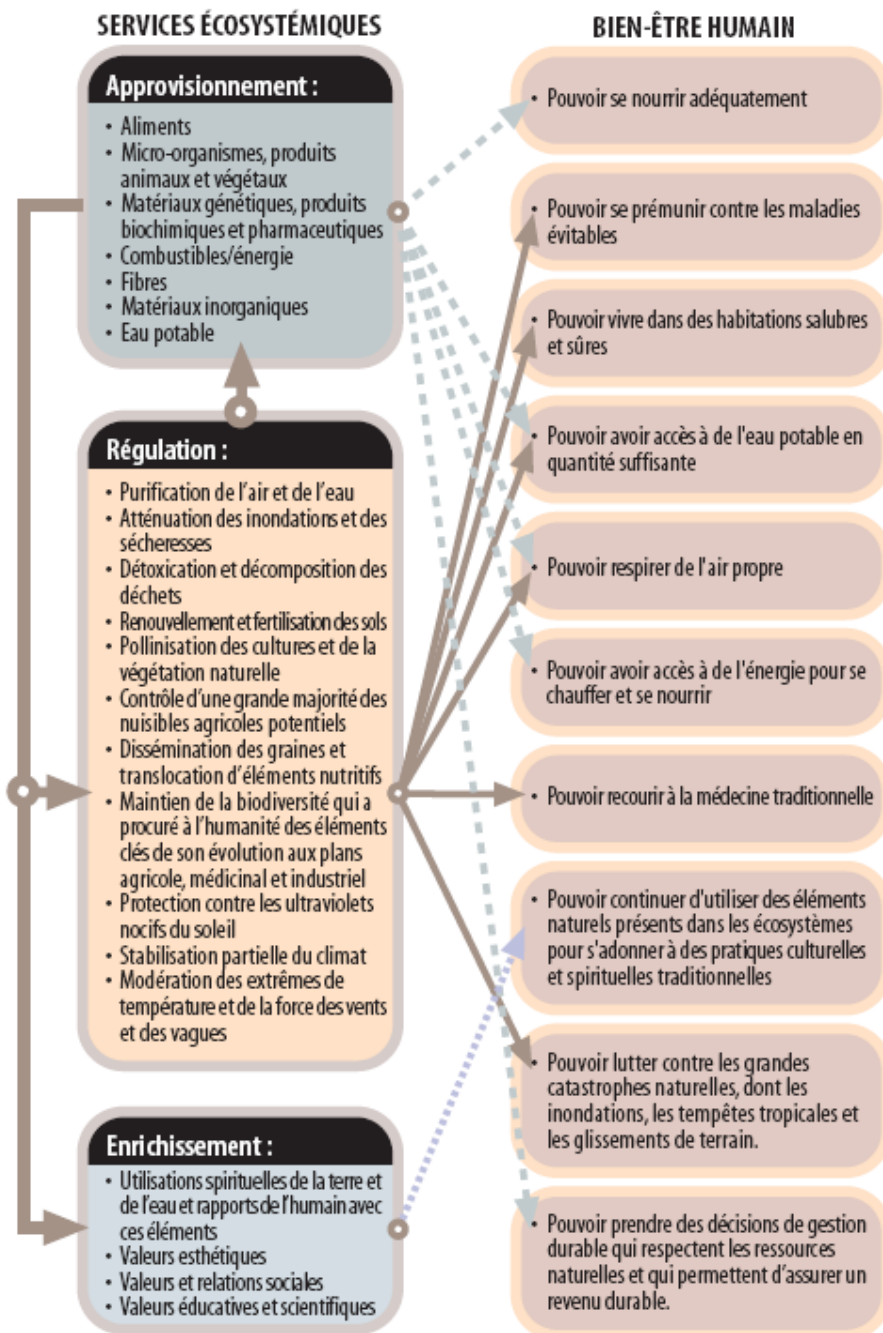 SERVICES ÉCOSYSTÉMIQUES
Approvisionnement :
• Aliments
• Micro-organismes, produits
animaux et végétaux
• Matériaux génétiques, produits
biochimiques et pharmaceutiques
• Combustibles/énergie
• Fibres
• Matériaux inorganiques
• Eau potable
Régulation :
• Purification de l'air et de l'eau
• Atténuation des inondations et des
sécheresses
• Détoxication et décomposition des
déchets
• Renouvellement et fertilisation des sols
• Pollinisation des cultures et de la
végétation naturelle
• Contrôle d'une grande majorité des
nuisibles agricoles potentiels
• Dissémination des graines et
translocation d'éléments nutritifs
• Maintien de la biodiversité qui a
procuré à l'humanité des éléments
clés de son évolution aux plans
agricole, médicinal et industriel
• Protection contre les ultraviolets
nocifs du soleil
• Stabilisation partielle du climat
• Modération des extrêmes de
température et de la force des vents
et des vagues
Enrichissement :
• Utilisations spirituelles de la terre et
de l'eau et rapports de l'humain avec
ces éléments
• Valeurs esthétiques
• Valeurs et relations sociales
• Valeurs éducatives et scientifiques
BIEN-ÊTRE HUMAIN
• Pouvoir se nourrir adéquatement
• Pouvoir se prémunir contre les maladies
évitables
• Pouvoir vivre dans des habitations salubres
et sûres
• Pouvoir avoir accès à de l'eau potable en
quantité suffisante
• Pouvoir respirer de l'air propre
• Pouvoir avoir accès à de l'énergie pour se
chauffer et se nourrir
• Pouvoir recourir à la médecine traditionnelle
• Pouvoir continuer d'utiliser des éléments
naturels présents dans les écosystèmes
pour s'adonner à des pratiques culturelles
et spirituelles traditionnelles
• Pouvoir lutter contre les grandes
catastrophes naturelles, dont les
inondations, les tempêtes tropicales et
les glissements de terrain.
• Pouvoir prendre des décisions de gestion
durable qui respectent les ressources
naturelles et qui permettent d'assurer un
revenu durable.